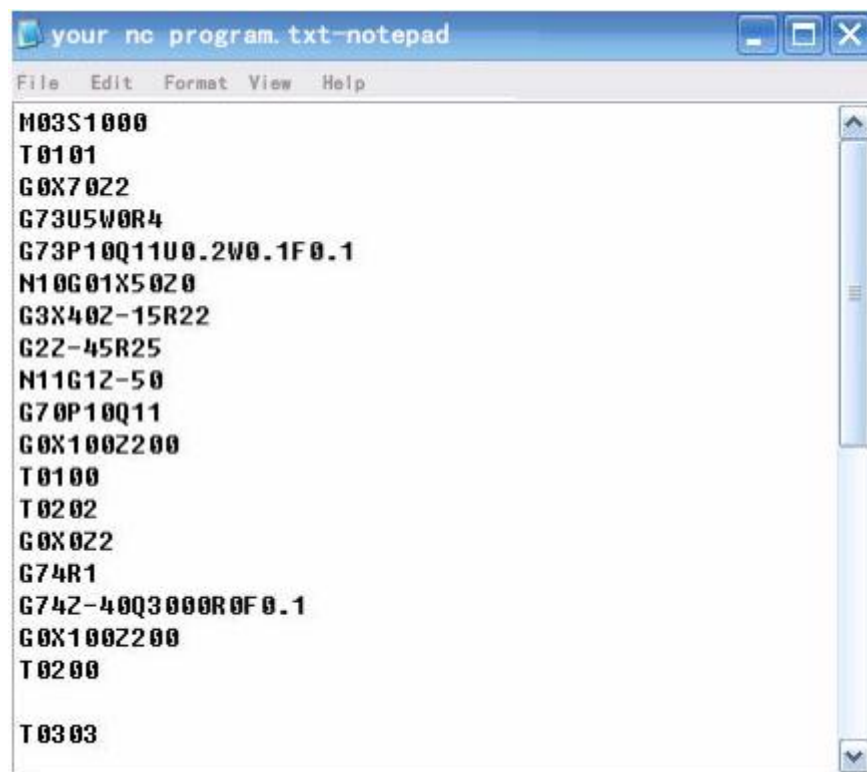 your nc program.txt-notepad
File Edit Format View Help
M03S1000
T0101
G0X70Z2
G73U5W0R4
G73P10Q11U0.2W0.1F0.1
N10G01X50Z0
G3X40Z-15R22
G2Z-45R25
N11G1Z-50
G70P10Q11
G0X100Z200
T0100
T0202
G0X0Z2
G74R1
G74Z-40Q3000R0F0.1
G0X100Z200
T0200
T0303